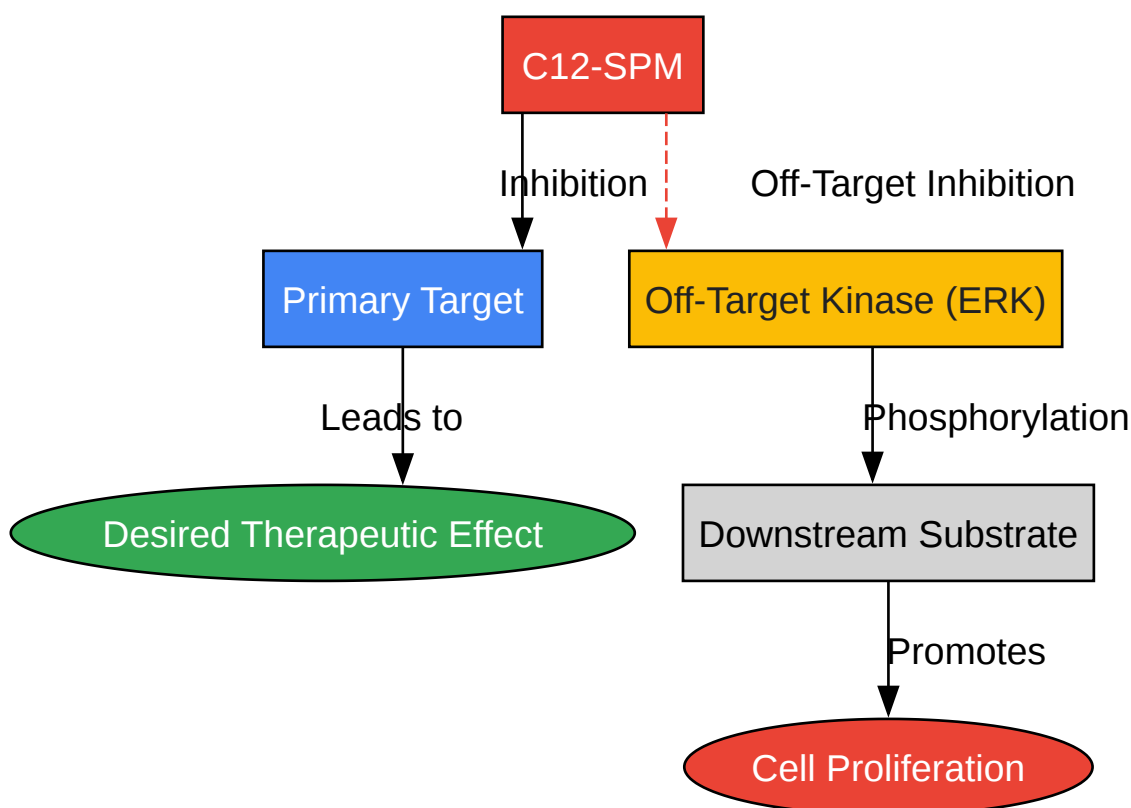 C12-SPM
Inhibition
Off-Target Inhibition
Primary Target
Off-Target Kinase (ERK)
Leads to
Phosphorylation
Desired Therapeutic Effect
Downstream Substrate
Promotes
Cell Proliferation